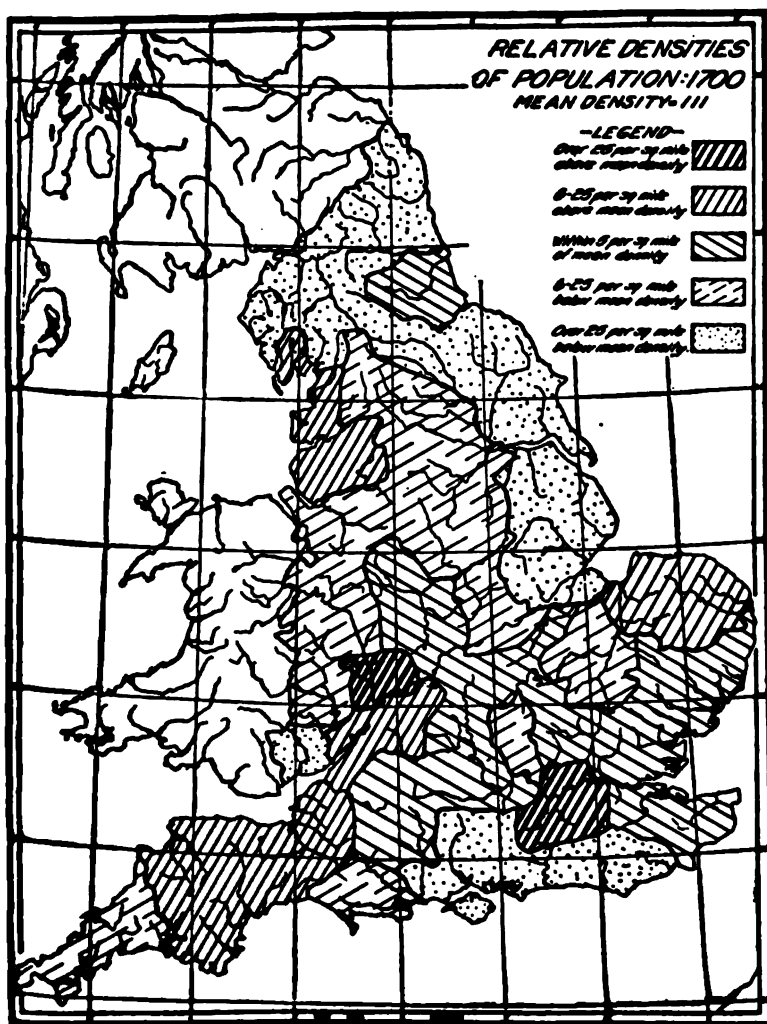 RELATIVE DENSITIES
OF POPULATION: 1700
MEAN DENSITY-111
-LEGEND-
Over 25 per sq mile
above mean density
6-25 per sq mile
above mean density
Within 5 per sq mile
of mean density
6-25 per sq mile
below mean density
Over 25 per sq mile
below mean density